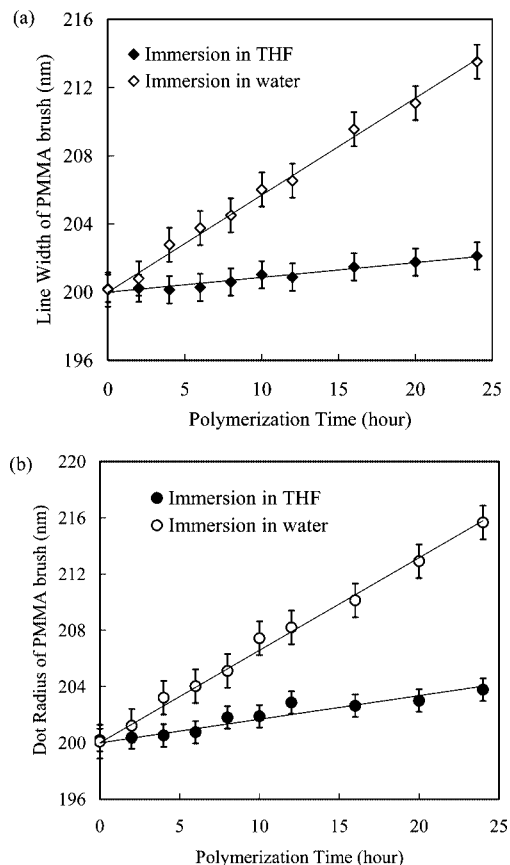 (a)
216
212
208
204
200
196
Line Width of PMMA brush (nm)
Immersion in THF
Immersion in water
0 5 10 15 20 25
Polymerization Time (hour)
(b)
220
216
212
208
204
200
196
Dot Radius of PMMA brush (nm)
Immersion in THF
Immersion in water
0 5 10 15 20 25
Polymerization Time (hour)